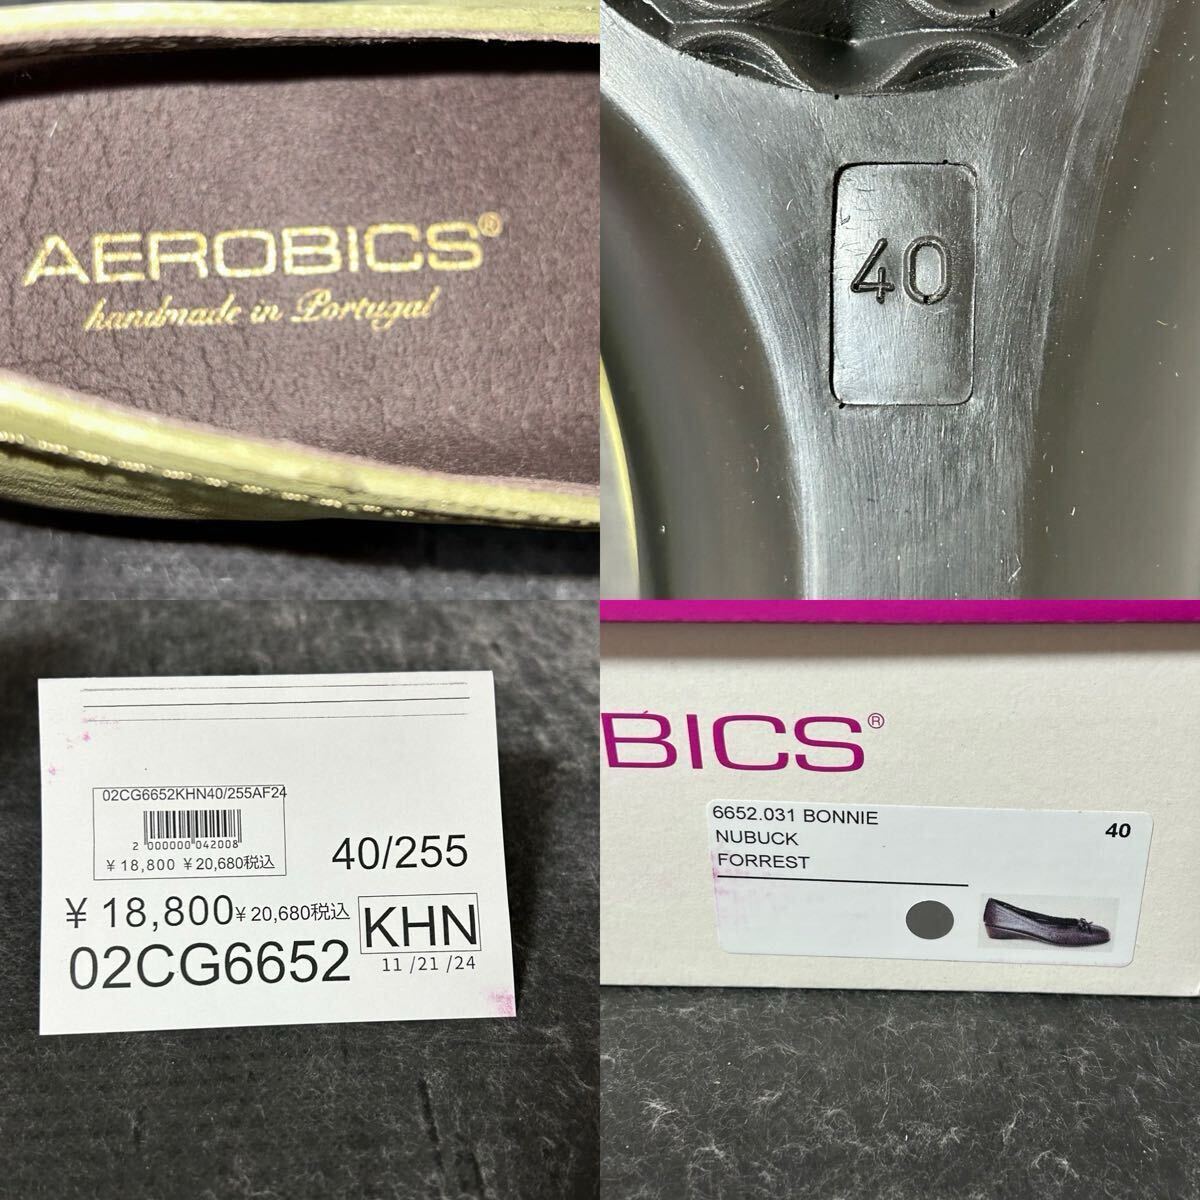 AEROBICS®
handmade in Portugal
40
02CG6652KHN40/255AF24
2 000000 042008
¥18,800 ¥20,680税込
40/255
¥ 18,800 ¥20,680税込
KHN
02CG6652
11 /21 /24
BICS®
6652.031 BONNIE
40
NUBUCK
FORREST